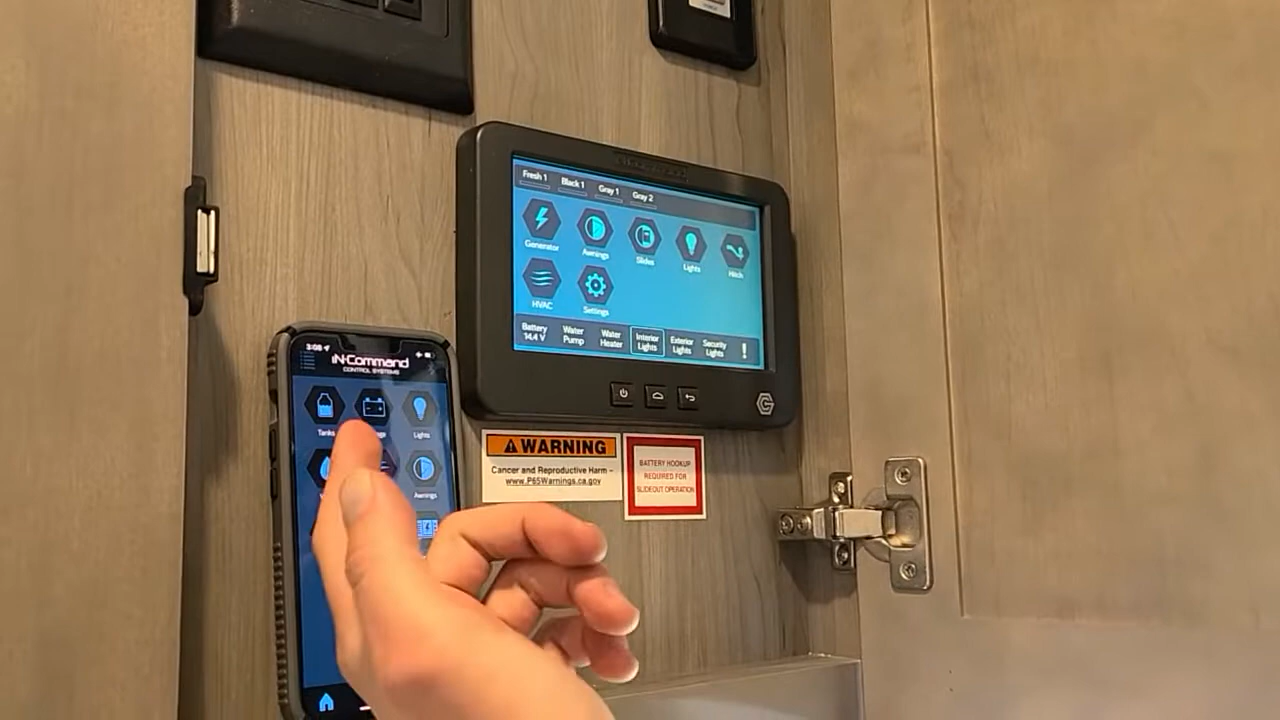 Fresh 1
Black 1
Gray 1
Gray 2
Generator
Awnings
Slides
Lights
Hitch
HVAC
Settings
Battery
14.4 V
Water
Pump
Water
Heater
Interior
Lights
Exterior
Lights
Security
Lights
!
3:08
iN·Command
CONTROL SYSTEMS
Tanks
Lights
Awnings
WARNING
Cancer and Reproductive Harm –
www.P65Warnings.ca.gov
BATTERY HOOKUP
REQUIRED FOR
SLIDEOUT OPERATION